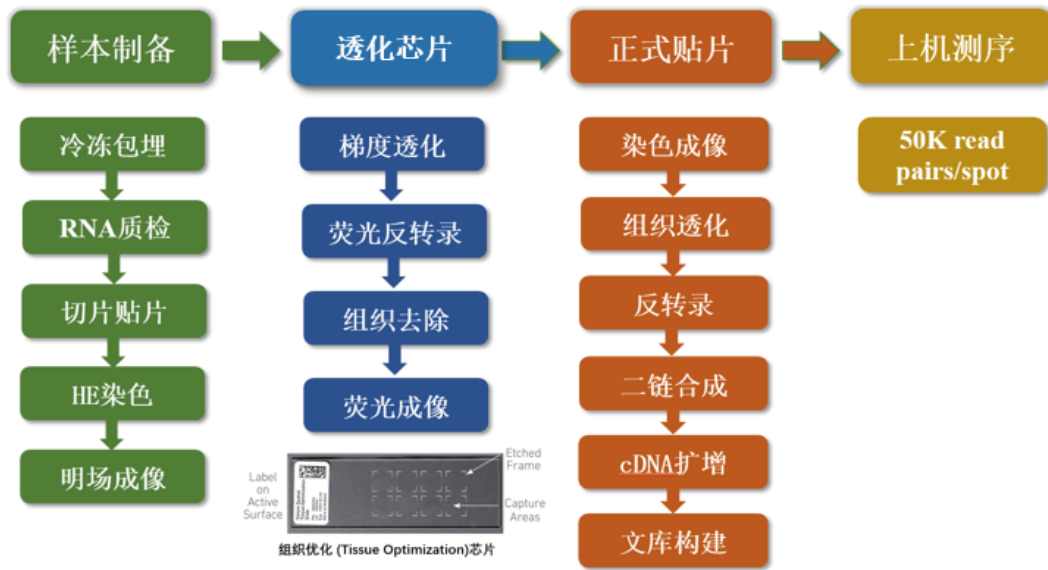 样本制备
透化芯片
正式贴片
上机测序
冷冻包埋
RNA质检
切片贴片
HE染色
明场成像
梯度透化
荧光反转录
组织去除
荧光成像
Label
on
Active
Surface
Etched
Frame
Capture
Areas
组织优化 (Tissue Optimization)芯片
染色成像
组织透化
反转录
二链合成
cDNA扩增
文库构建
50K read
pairs/spot